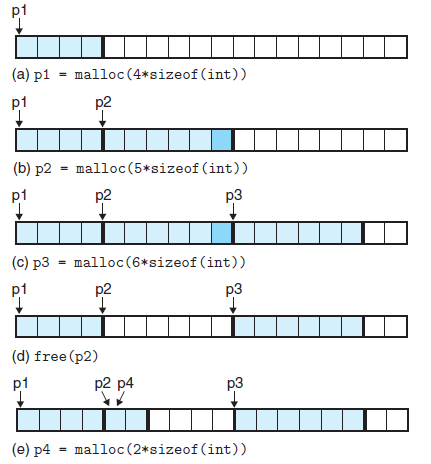 p1
(a) p1 = malloc(4*sizeof(int))
p1 p2
(b) p2 = malloc(5*sizeof(int))
p1 p2 p3
(c) p3 = malloc(6*sizeof(int))
p1 p2 p3
(d) free(p2)
p1 p2 p4 p3
(e) p4 = malloc(2*sizeof(int))